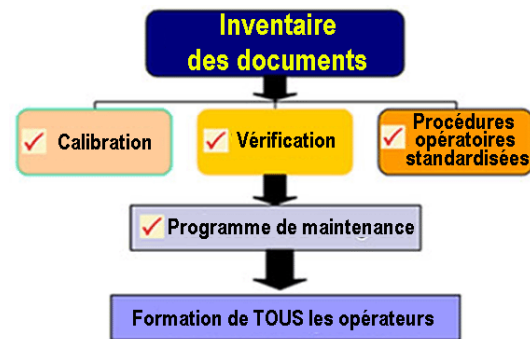 Inventaire
des documents
Calibration
Vérification
Procédures
opératoires
standardisées
Programme de maintenance
Formation de TOUS les opérateurs